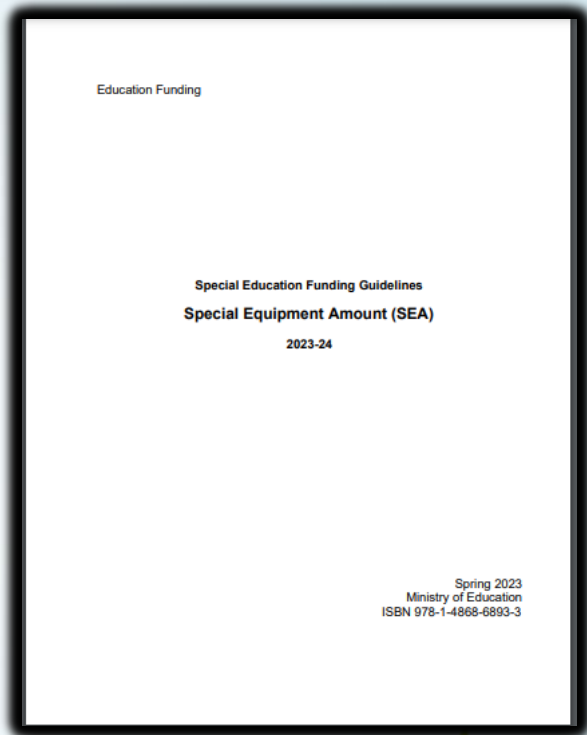 Education Funding
Special Education Funding Guidelines
Special Equipment Amount (SEA)
2023-24
Spring 2023
Ministry of Education
ISBN 978-1-4868-6893-3